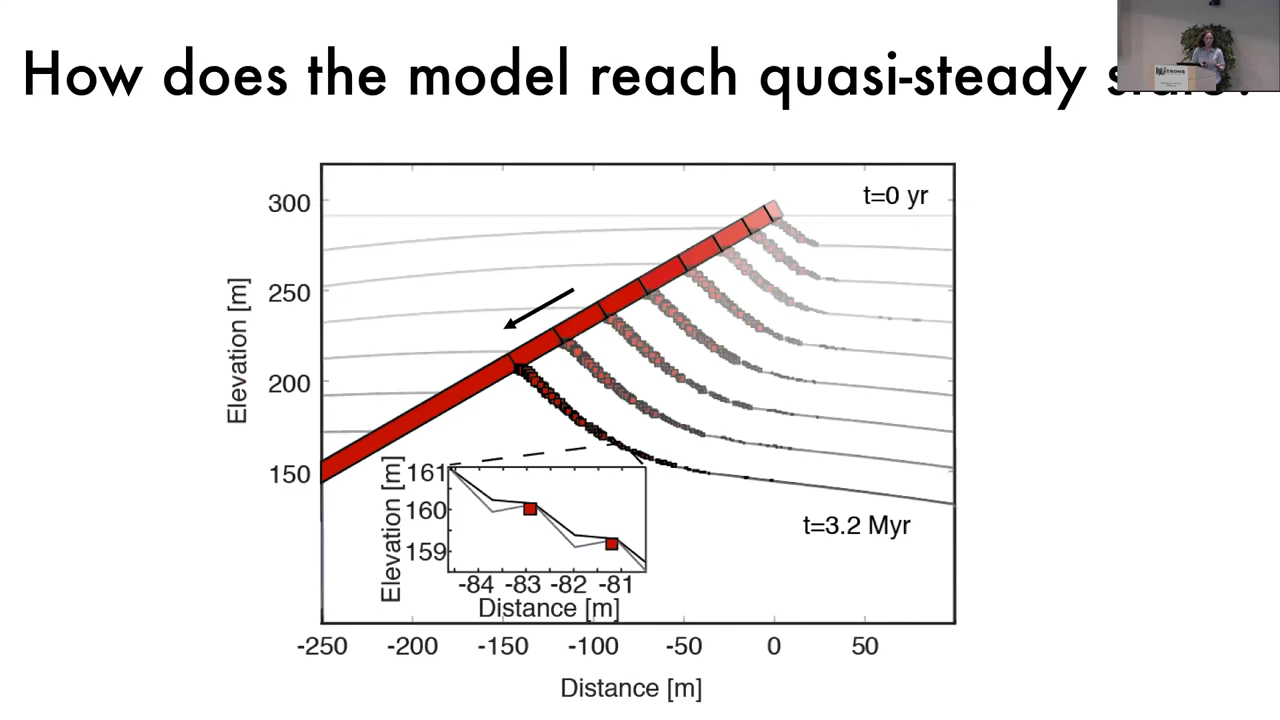 How does the model reach quasi-steady
t=0 yr
300
250
200
150
Elevation [m]
t=3.2 Myr
161
160
159
Elevation [m]
-84 -83 -82 -81
Distance [m]
-250 -200 -150 -100 -50 0 50
Distance [m]